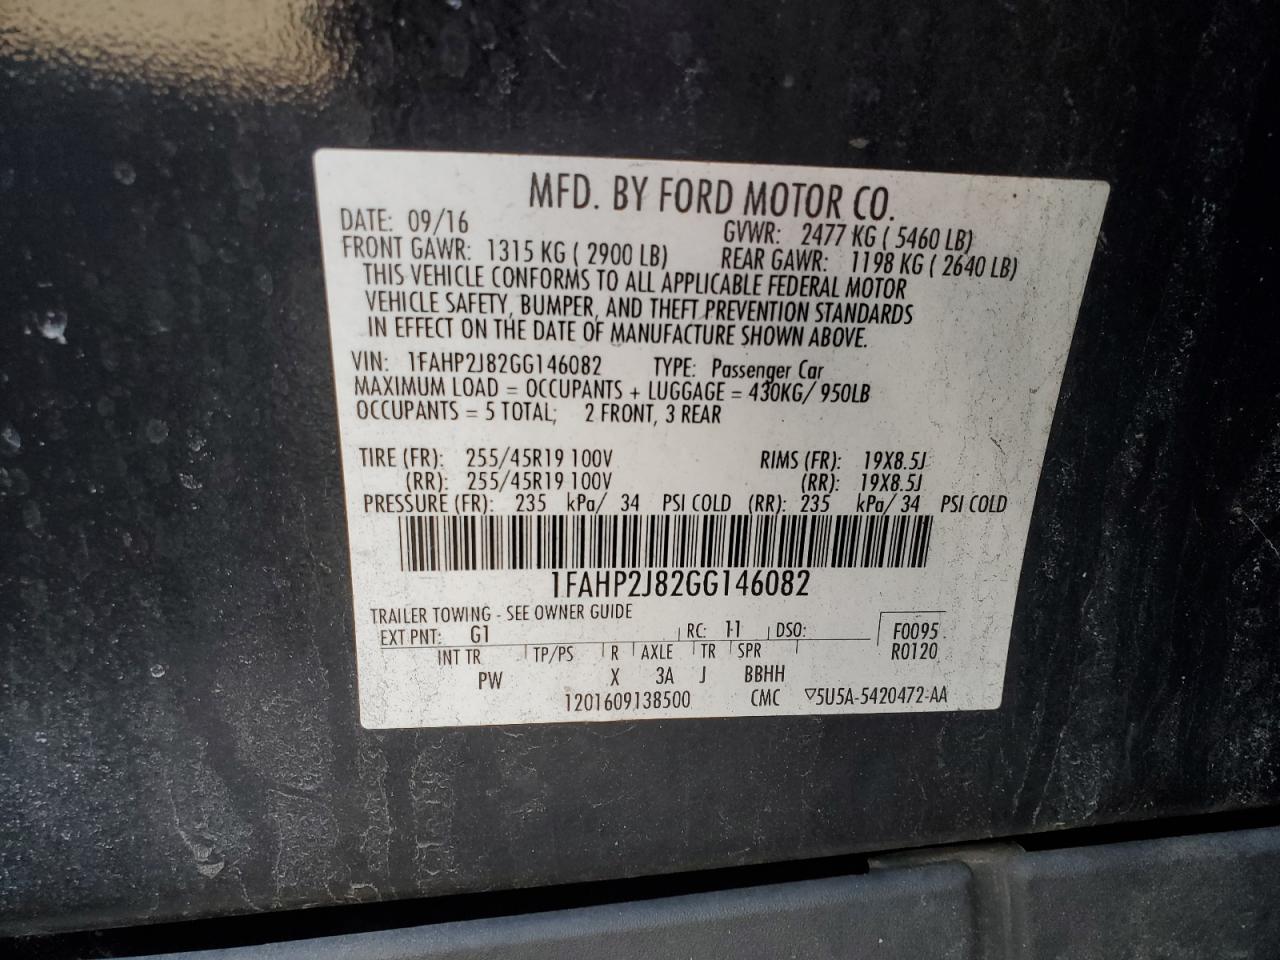 MFD. BY FORD MOTOR CO.
DATE: 09/16 GVWR: 2477 KG ( 5460 LB)
FRONT GAWR: 1315 KG ( 2900 LB) REAR GAWR: 1198 KG ( 2640 LB)
THIS VEHICLE CONFORMS TO ALL APPLICABLE FEDERAL MOTOR
VEHICLE SAFETY, BUMPER, AND THEFT PREVENTION STANDARDS
IN EFFECT ON THE DATE OF MANUFACTURE SHOWN ABOVE.
VIN: 1FAHP2J82GG146082 TYPE: Passenger Car
MAXIMUM LOAD = OCCUPANTS + LUGGAGE = 430KG/ 950LB
OCCUPANTS = 5 TOTAL; 2 FRONT, 3 REAR
TIRE (FR): 255/45R19 100V RIMS (FR): 19X8.5J
(RR): 255/45R19 100V (RR): 19X8.5J
PRESSURE (FR): 235 kPa/ 34 PSI COLD (RR): 235 kPa/ 34 PSI COLD
1FAHP2J82GG146082
TRAILER TOWING - SEE OWNER GUIDE
EXT PNT: G1 RC: 11 DSO: F0095
INT TR TP/PS R AXLE TR SPR R0120
PW X 3A J BBHH
1201609138500 CMC ▽5U5A-5420472-AA